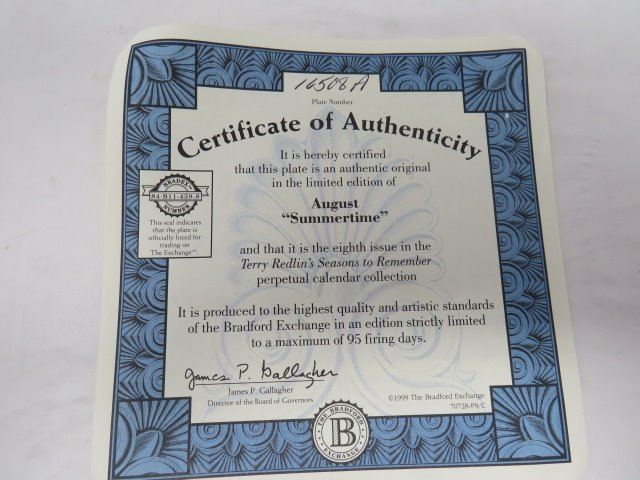 16508A
Plate Number
Certificate of Authenticity
It is hereby certified
that this plate is an authentic original
in the limited edition of
August
"Summertime"
and that it is the eighth issue in the
Terry Redlin's Seasons to Remember
perpetual calendar collection
BRADEX™
84-B11-459.8
NUMBER
This seal indicates
that the plate is
officially listed for
trading on
The Exchange™.
It is produced to the highest quality and artistic standards
of the Bradford Exchange in an edition strictly limited
to a maximum of 95 firing days.
James P. Gallagher
James P. Gallagher
Director of the Board of Governors
©1999 The Bradford Exchange
70728-PS/C
THE BRADFORD
B
EXCHANGE